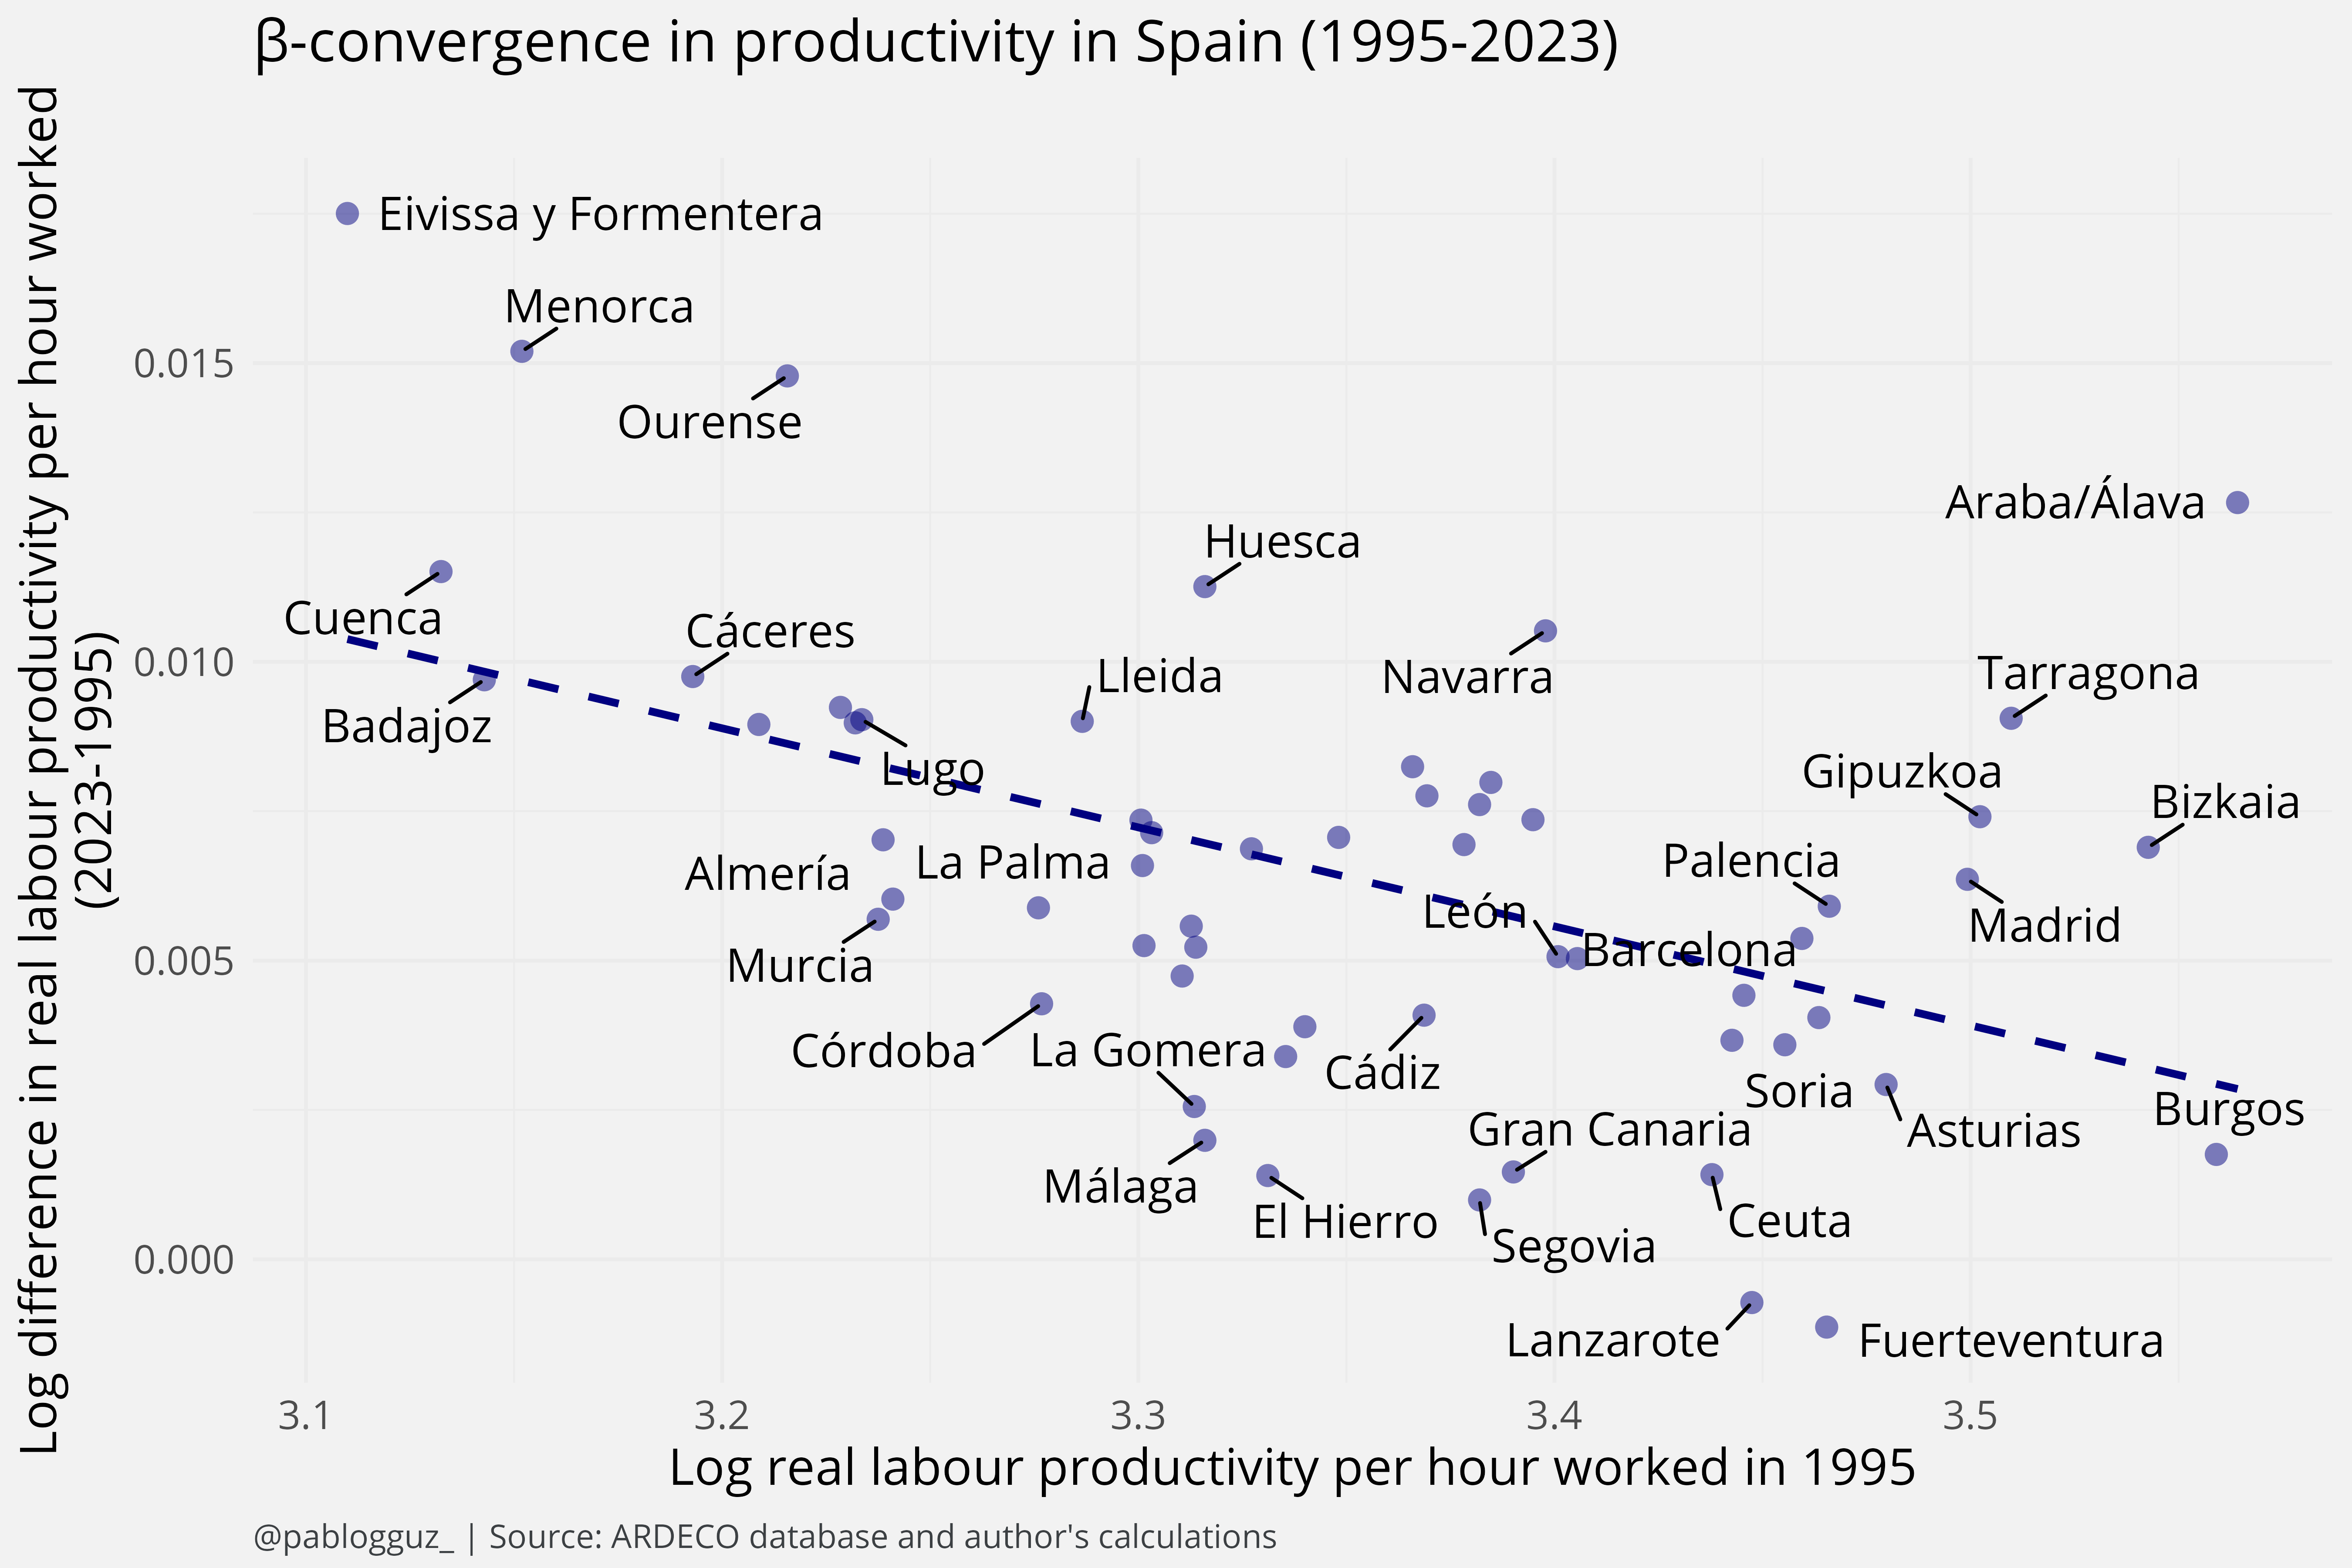 β-convergence in productivity in Spain (1995-2023)
Log difference in real labour productivity per hour worked
(2023-1995)
Eivissa y Formentera
Menorca
0.015
Ourense
Araba/Álava
Huesca
Cuenca
Cáceres
0.010
Lleida
Navarra
Tarragona
Badajoz
Lugo
Gipuzkoa
Bizkaia
Almería
La Palma
Palencia
León
Madrid
Barcelona
0.005
Murcia
Córdoba
La Gomera
Cádiz
Soria
Burgos
Gran Canaria
Asturias
Málaga
El Hierro
Ceuta
Segovia
0.000
Lanzarote
Fuerteventura
3.1
3.2
3.3
3.4
3.5
Log real labour productivity per hour worked in 1995
@pablogguz_ | Source: ARDECO database and author's calculations